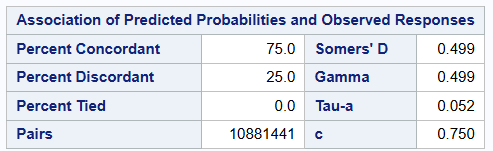 Association of Predicted Probabilities and Observed Responses
Percent Concordant 75.0 Somers' D 0.499
Percent Discordant 25.0 Gamma 0.499
Percent Tied 0.0 Tau-a 0.052
Pairs 10881441 c 0.750